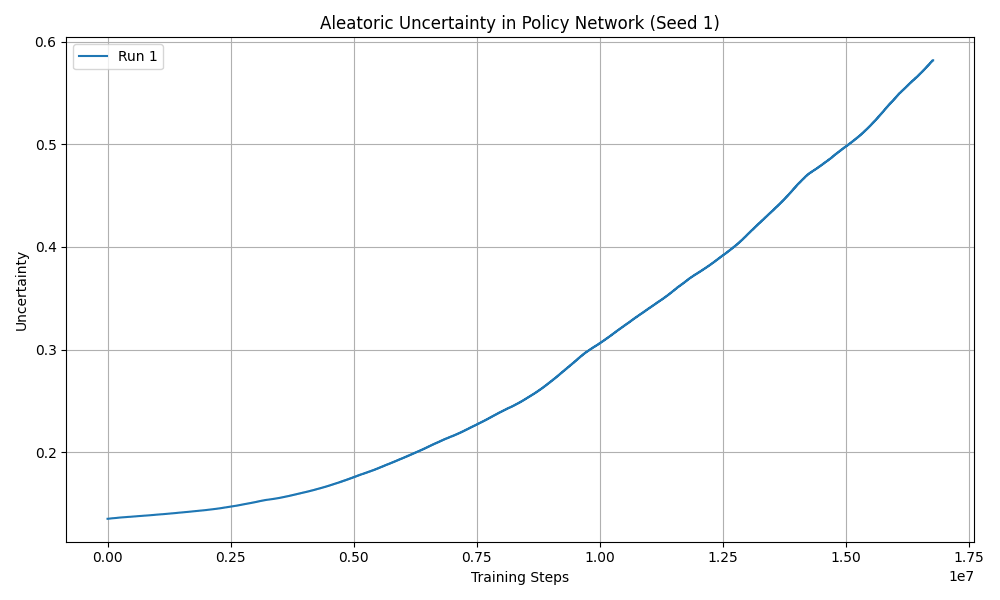 Aleatoric Uncertainty in Policy Network (Seed 1)
Run 1
Uncertainty
0.6
0.5
0.4
0.3
0.2
0.00 0.25 0.50 0.75 1.00 1.25 1.50 1.75
1e7
Training Steps